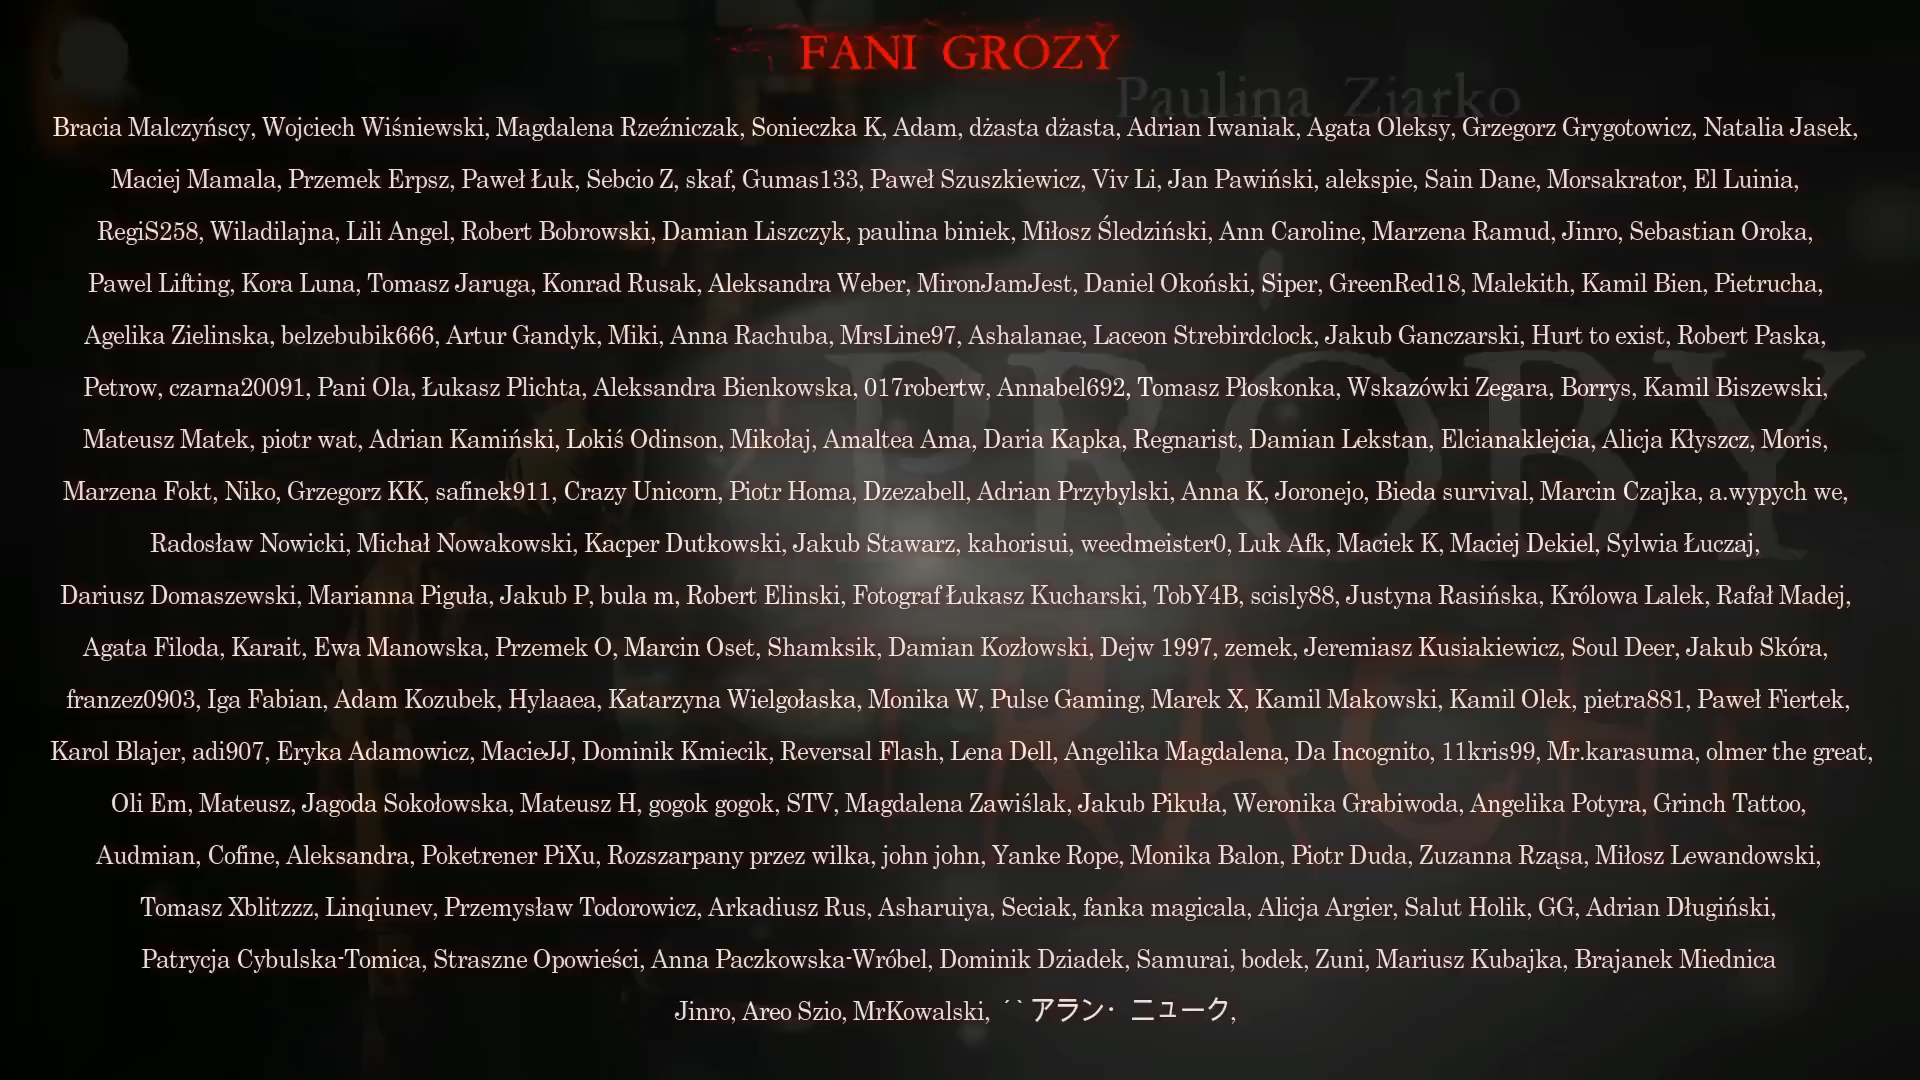 FANI GROZY
Paulina Ziarko
Bracia Malczyńscy, Wojciech Wiśniewski, Magdalena Rzeźniczak, Sonieczka K, Adam, dżasta dżasta, Adrian Iwaniak, Agata Oleksy, Grzegorz Grygotowicz, Natalia Jasek,
Maciej Mamala, Przemek Erpsz, Paweł Łuk, Sebcio Z, skaf, Gumas133, Paweł Szuszkiewicz, Viv Li, Jan Pawiński, alekspie, Sain Dane, Morsakrator, El Luinia,
RegiS258, Wiladilajna, Lili Angel, Robert Bobrowski, Damian Liszczyk, paulina biniek, Miłosz Śledziński, Ann Caroline, Marzena Ramud, Jinro, Sebastian Oroka,
Pawel Lifting, Kora Luna, Tomasz Jaruga, Konrad Rusak, Aleksandra Weber, MironJamJest, Daniel Okoński, Siper, GreenRed18, Malekith, Kamil Bien, Pietrucha,
Agelika Zielinska, belzebubik666, Artur Gandyk, Miki, Anna Rachuba, MrsLine97, Ashalanae, Laceon Strebirdclock, Jakub Ganczarski, Hurt to exist, Robert Paska,
Petrow, czarna20091, Pani Ola, Łukasz Plichta, Aleksandra Bienkowska, 017robertw, Annabel692, Tomasz Płoskonka, Wskazówki Zegara, Borrys, Kamil Biszewski,
PRÓBY
Mateusz Matek, piotr wat, Adrian Kamiński, Lokiś Odinson, Mikołaj, Amaltea Ama, Daria Kapka, Regnarist, Damian Lekstan, Elcianaklejcia, Alicja Kłyszcz, Moris,
Marzena Fokt, Niko, Grzegorz KK, safinek911, Crazy Unicorn, Piotr Homa, Dzezabell, Adrian Przybylski, Anna K, Joronejo, Bieda survival, Marcin Czajka, a.wypych we,
Radosław Nowicki, Michał Nowakowski, Kacper Dutkowski, Jakub Stawarz, kahorisui, weedmeister0, Luk Afk, Maciek K, Maciej Dekiel, Sylwia Łuczaj,
Dariusz Domaszewski, Marianna Piguła, Jakub P, bula m, Robert Elinski, Fotograf Łukasz Kucharski, TobY4B, scisly88, Justyna Rasińska, Królowa Lalek, Rafał Madej,
Agata Filoda, Karait, Ewa Manowska, Przemek O, Marcin Oset, Shamksik, Damian Kozłowski, Dejw 1997, zemek, Jeremiasz Kusiakiewicz, Soul Deer, Jakub Skóra,
franzez0903, Iga Fabian, Adam Kozubek, Hylaaea, Katarzyna Wielgołaska, Monika W, Pulse Gaming, Marek X, Kamil Makowski, Kamil Olek, pietra881, Paweł Fiertek,
Karol Blajer, adi907, Eryka Adamowicz, MacieJJ, Dominik Kmiecik, Reversal Flash, Lena Dell, Angelika Magdalena, Da Incognito, 11kris99, Mr.karasuma, olmer the great,
Oli Em, Mateusz, Jagoda Sokołowska, Mateusz H, gogok gogok, STV, Magdalena Zawiślak, Jakub Pikuła, Weronika Grabiwoda, Angelika Potyra, Grinch Tattoo,
Audmian, Cofine, Aleksandra, Poketrener PiXu, Rozszarpany przez wilka, john john, Yanke Rope, Monika Balon, Piotr Duda, Zuzanna Rząsa, Miłosz Lewandowski,
Tomasz Xblitzzz, Linqiunev, Przemysław Todorowicz, Arkadiusz Rus, Asharuiya, Seciak, fanka magicala, Alicja Argier, Salut Holik, GG, Adrian Długiński,
Patrycja Cybulska-Tomica, Straszne Opowieści, Anna Paczkowska-Wróbel, Dominik Dziadek, Samurai, bodek, Zuni, Mariusz Kubajka, Brajanek Miednica
Jinro, Areo Szio, MrKowalski, ´ ` アラン· ニューク,